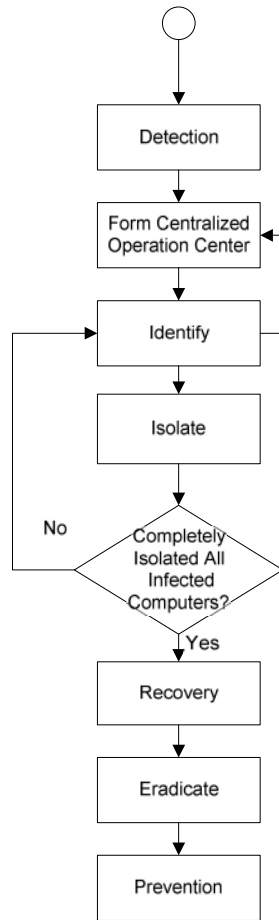 Detection
Form Centralized
Operation Center
Identify
Isolate
No
Completely
Isolated All
Infected
Computers?
Yes
Recovery
Eradicate
Prevention